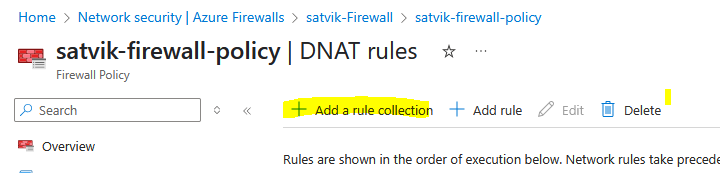 Home > Network security | Azure Firewalls > satvik-Firewall > satvik-firewall-policy >
satvik-firewall-policy | DNAT rules ☆ ···
Firewall Policy
Search
+ Add a rule collection + Add rule Edit Delete
Overview
Rules are shown in the order of execution below. Network rules take precede